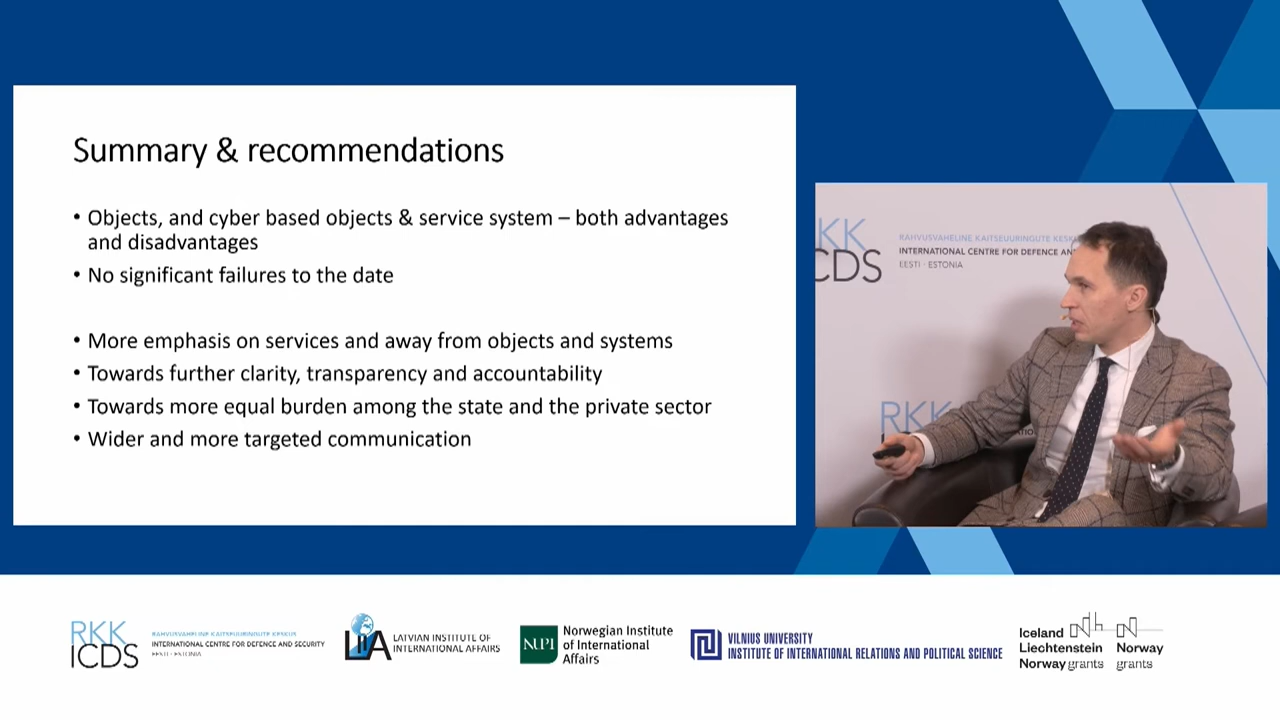 Summary & recommendations
• Objects, and cyber based objects & service system – both advantages
and disadvantages
• No significant failures to the date
• More emphasis on services and away from objects and systems
• Towards further clarity, transparency and accountability
• Towards more equal burden among the state and the private sector
• Wider and more targeted communication
KK
CDS
RAHVUSVAHELINE KAITSEUURINGUTE KESKUS
INTERNATIONAL CENTRE FOR DEFENCE AN
EESTI · ESTONIA
RKK
RKK
ICDS
RAHVUSVAHELINE KAITSEUURINGUTE KESKUS
INTERNATIONAL CENTRE FOR DEFENCE AND SECURITY
EESTI · ESTONIA
LIIA
LATVIAN INSTITUTE OF
INTERNATIONAL AFFAIRS
NUPI
Norwegian Institute
of International
Affairs
VILNIUS UNIVERSITY
INSTITUTE OF INTERNATIONAL RELATIONS AND POLITICAL SCIENCE
Iceland
Liechtenstein
Norway grants
Norway
grants